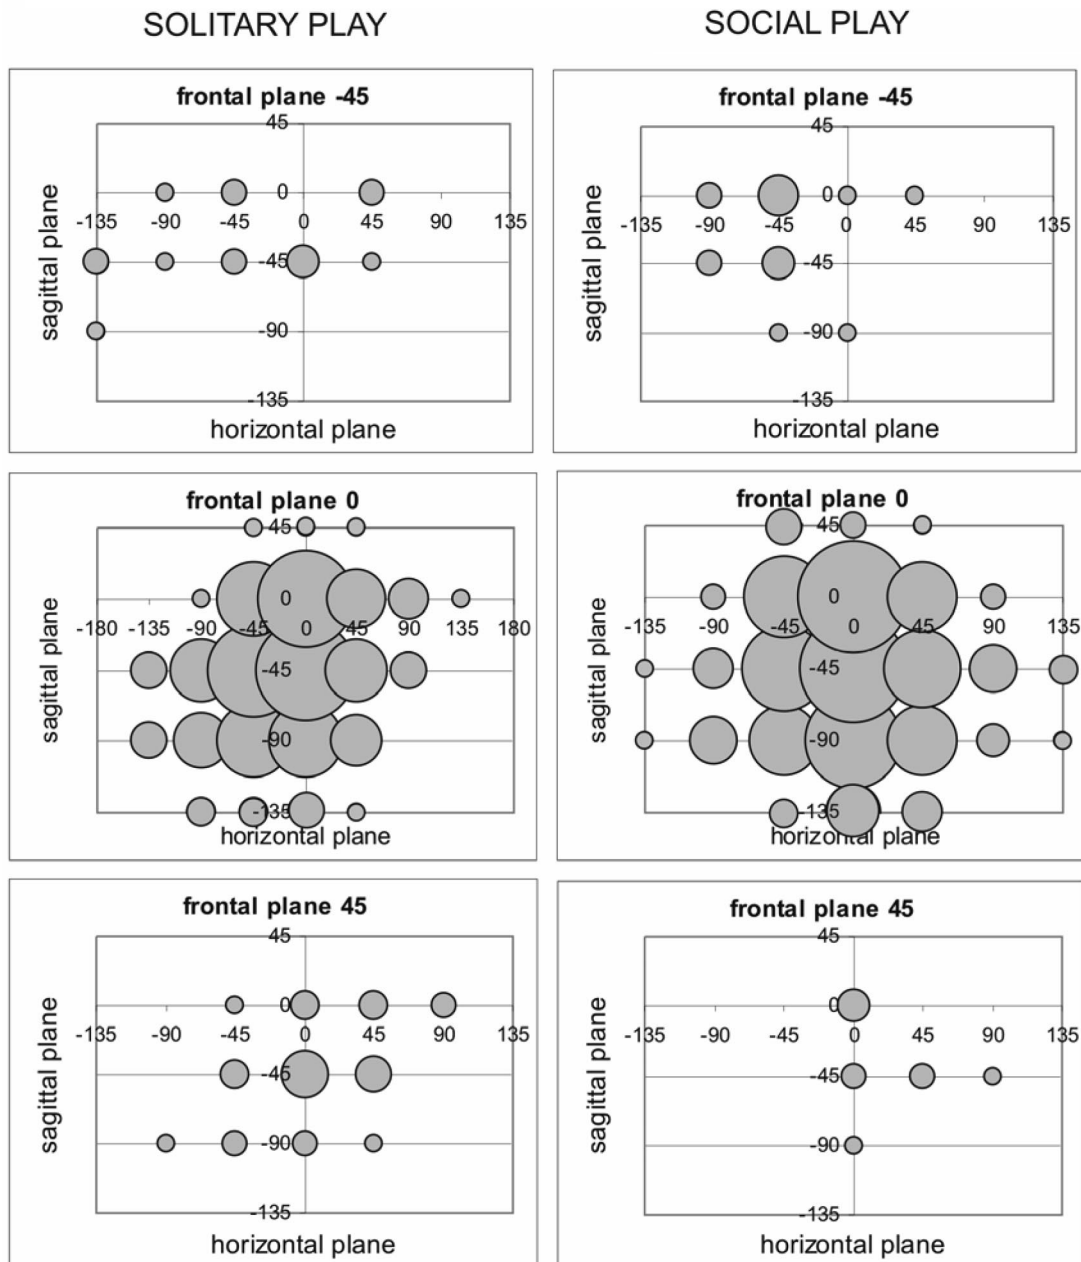 SOLITARY PLAY
SOCIAL PLAY
frontal plane -45
45
0
-135 -90 -45 0 45 90 135
-45
-90
-135
sagittal plane
horizontal plane
frontal plane -45
45
0
-135 -90 -45 0 45 90 135
-45
-90
-135
sagittal plane
horizontal plane
frontal plane 0
45
0
-180 -135 -90 -45 0 45 90 135 180
-45
-90
-135
sagittal plane
horizontal plane
frontal plane 0
45
0
-135 -90 -45 0 45 90 135
-45
-90
-135
sagittal plane
horizontal plane
frontal plane 45
45
0
-135 -90 -45 0 45 90 135
-45
-90
-135
sagittal plane
horizontal plane
frontal plane 45
45
0
-135 -90 -45 0 45 90 135
-45
-90
-135
sagittal plane
horizontal plane